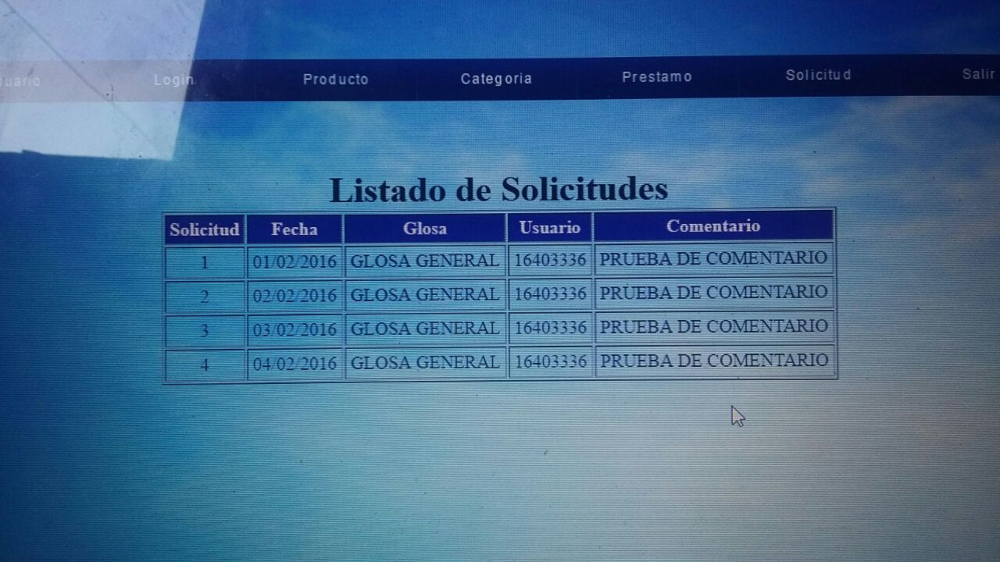 Login Producto Categoria Prestamo Solicitud Salir
Listado de Solicitudes
Solicitud Fecha Glosa Usuario Comentario
1 01/02/2016 GLOSA GENERAL 16403336 PRUEBA DE COMENTARIO
2 02/02/2016 GLOSA GENERAL 16403336 PRUEBA DE COMENTARIO
3 03/02/2016 GLOSA GENERAL 16403336 PRUEBA DE COMENTARIO
4 04/02/2016 GLOSA GENERAL 16403336 PRUEBA DE COMENTARIO